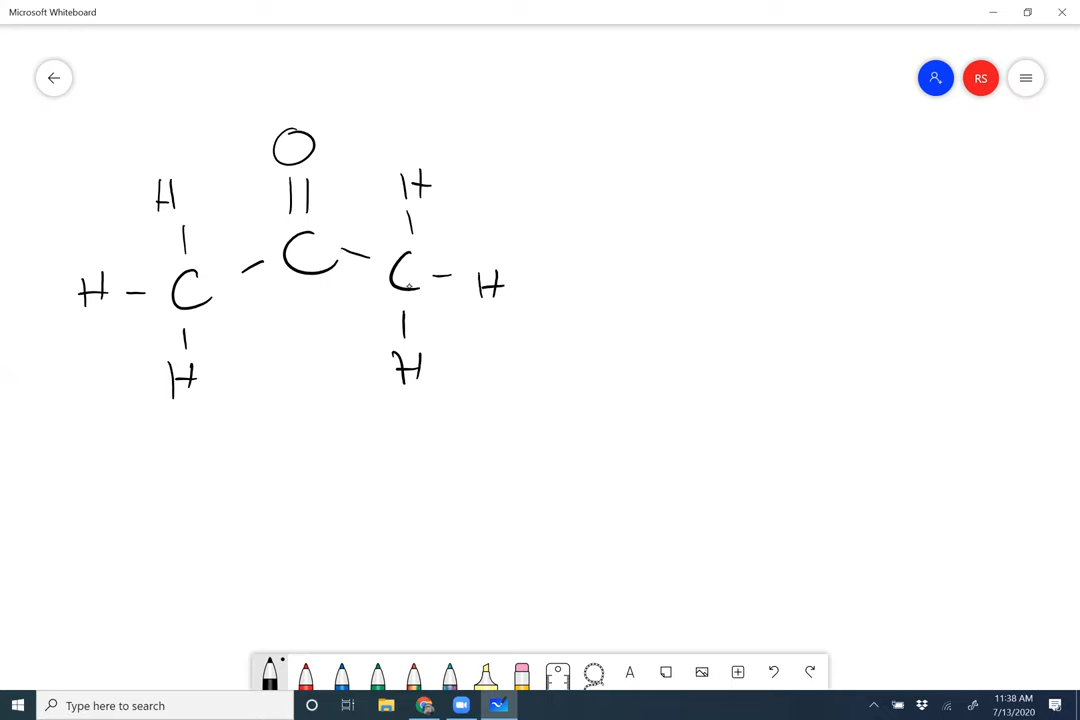 Microsoft Whiteboard
RS
O
H H
C
H - C C - H
H H
A
Type here to search
11:38 AM
7/13/2020